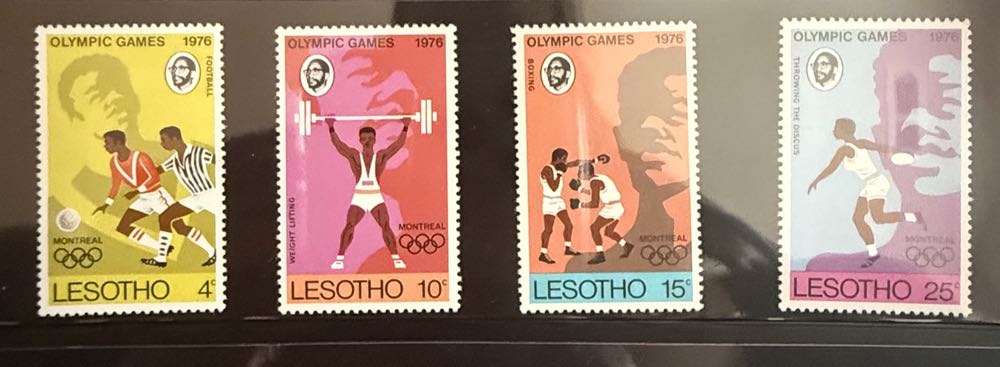 OLYMPIC GAMES 1976
FOOTBALL
MONTREAL
LESOTHO 4c
OLYMPIC GAMES 1976
WEIGHT LIFTING
MONTREAL
LESOTHO 10c
OLYMPIC GAMES 1976
BOXING
MONTREAL
LESOTHO 15c
OLYMPIC GAMES 1976
THROWING THE DISCUS
MONTREAL
LESOTHO 25c